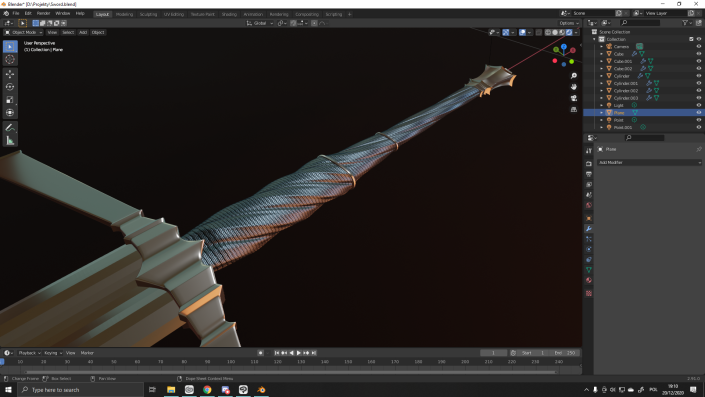 Blender* [D:\Projekty\Sword.blend]
File Edit Render Window Help Layout Modeling Sculpting UV Editing Texture Paint Shading Animation Rendering Compositing Scripting + Scene View Layer
Global Options
Object Mode View Select Add Object
User Perspective
(1) Collection | Plane
Scene Collection
Collection
Camera
Cube
Cube.001
Cube.002
Cylinder
Cylinder.001
Cylinder.002
Cylinder.003
Light
Plane
Point
Point.001
Plane
Add Modifier
Playback Keying View Marker
1 Start 1 End 250
10 20 30 40 50 60 70 80 90 100 110 120 130 140 150 160 170 180 190 200 210 220 230 240
Change Frame Box Select Pan View Dope Sheet Context Menu
Type here to search
POL
19:10
20/12/2020